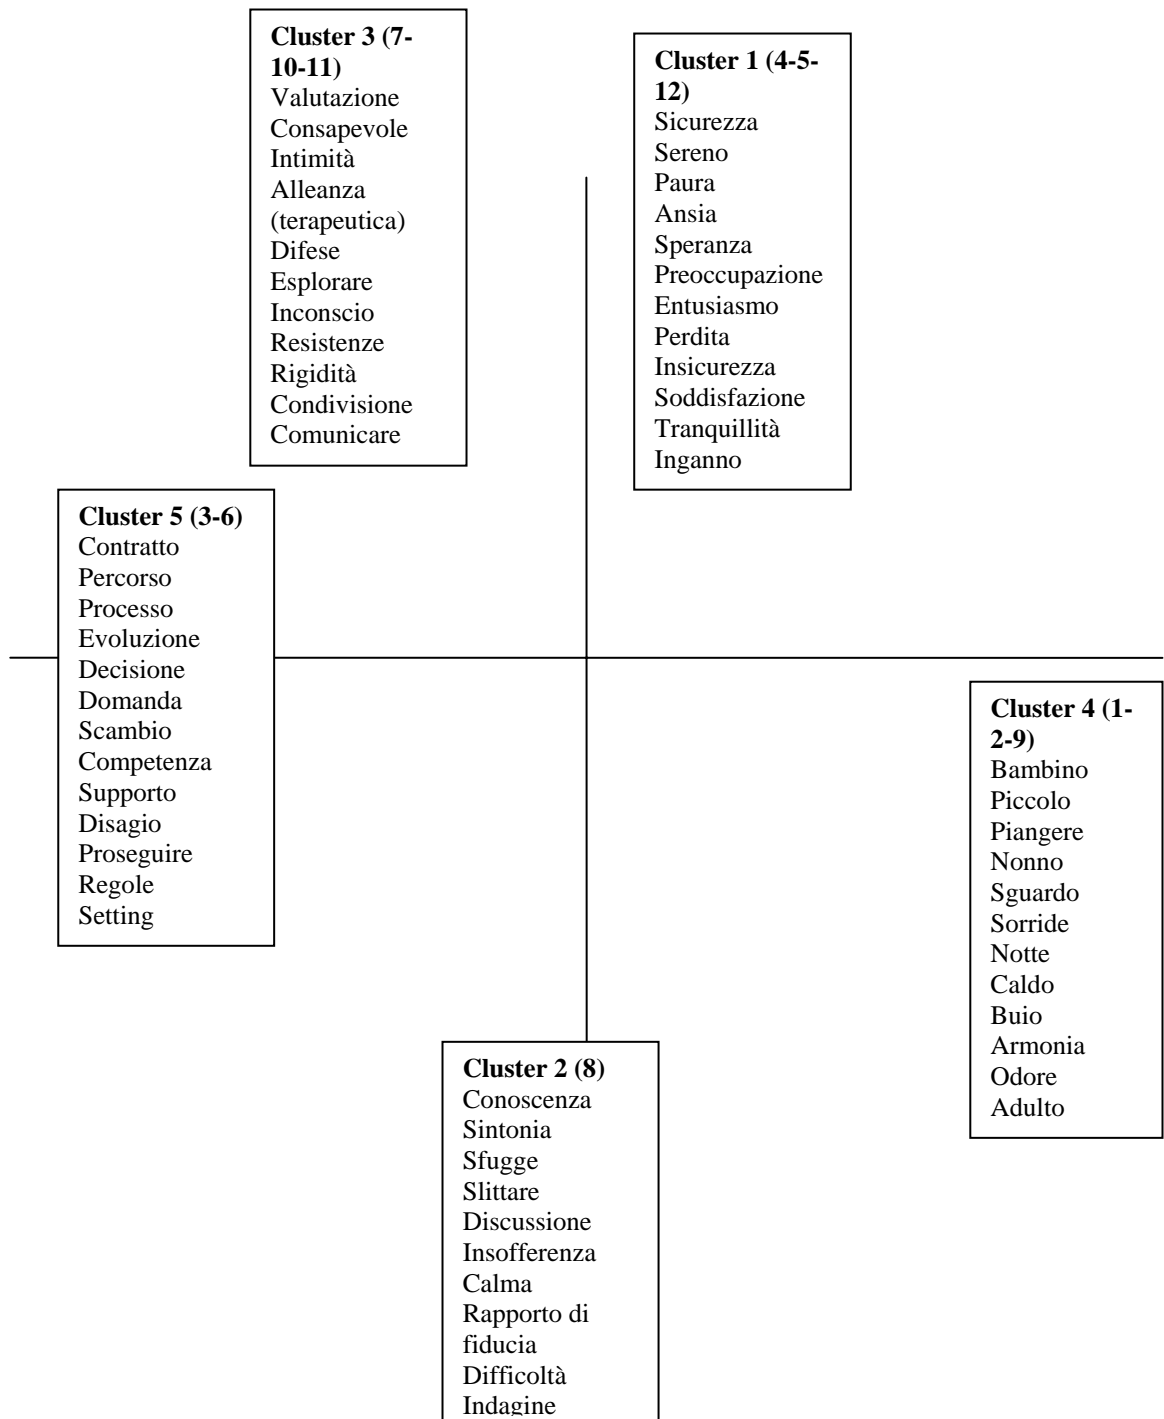 Cluster 3 (7-
10-11)
Valutazione
Consapevole
Intimità
Alleanza
(terapeutica)
Difese
Esplorare
Inconscio
Resistenze
Rigidità
Condivisione
Comunicare
Cluster 1 (4-5-
12)
Sicurezza
Sereno
Paura
Ansia
Speranza
Preoccupazione
Entusiasmo
Perdita
Insicurezza
Soddisfazione
Tranquillità
Inganno
Cluster 5 (3-6)
Contratto
Percorso
Processo
Evoluzione
Decisione
Domanda
Scambio
Competenza
Supporto
Disagio
Proseguire
Regole
Setting
Cluster 4 (1-
2-9)
Bambino
Piccolo
Piangere
Nonno
Sguardo
Sorride
Notte
Caldo
Buio
Armonia
Odore
Adulto
Cluster 2 (8)
Conoscenza
Sintonia
Sfugge
Slittare
Discussione
Insofferenza
Calma
Rapporto di
fiducia
Difficoltà
Indagine